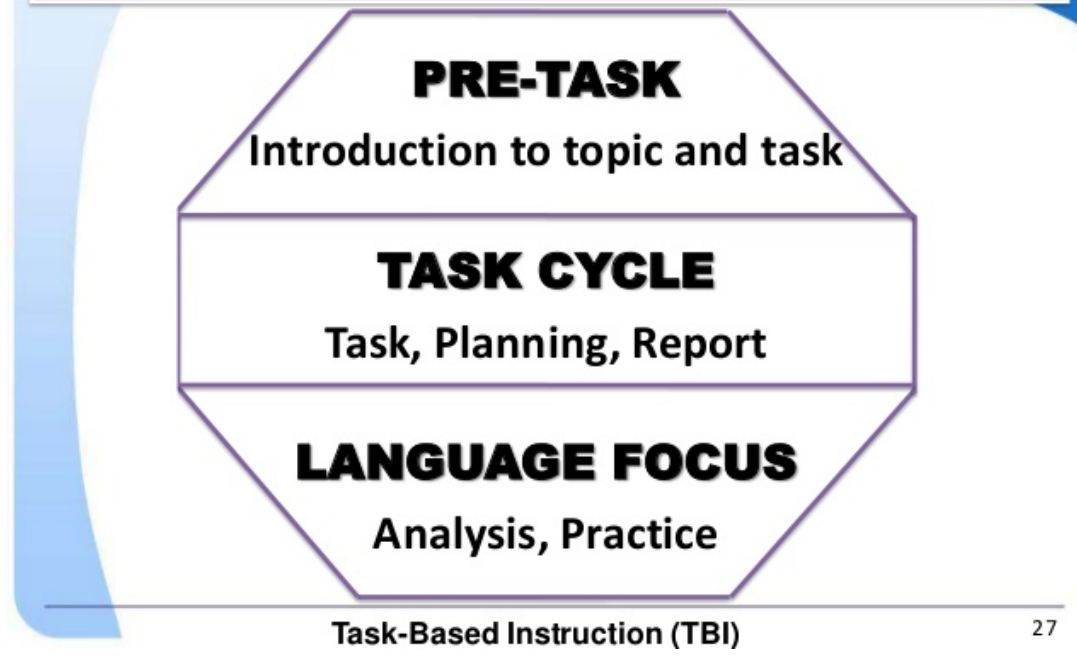 PRE-TASK
Introduction to topic and task
TASK CYCLE
Task, Planning, Report
LANGUAGE FOCUS
Analysis, Practice
Task-Based Instruction (TBI)
27